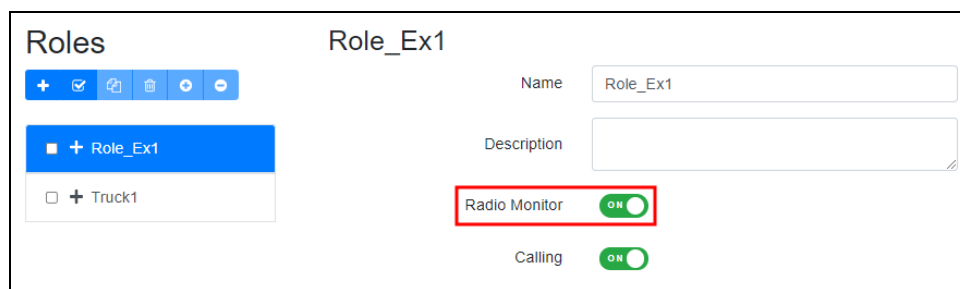 Roles
Role_Ex1
Truck1
Role_Ex1
Name
Role_Ex1
Description
Radio Monitor
ON
Calling
ON